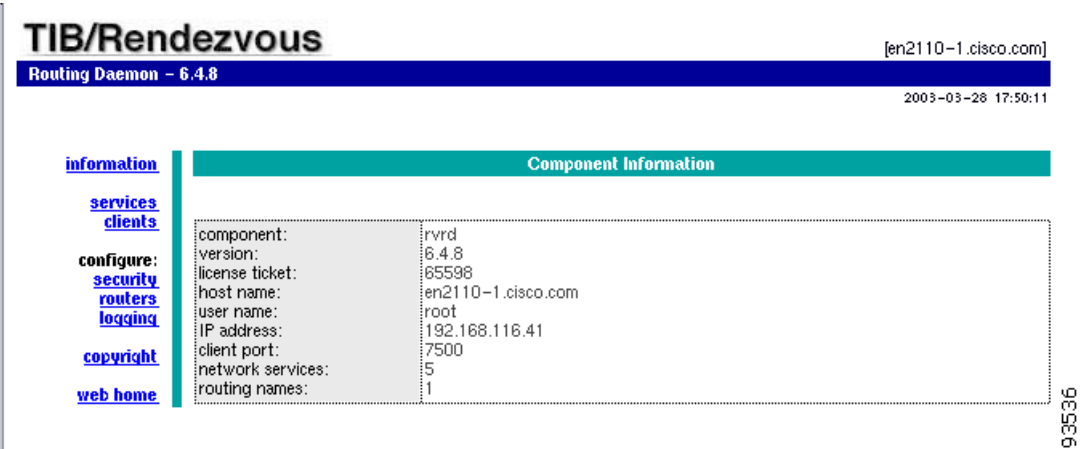 TIB/Rendezvous
[en2110-1.cisco.com]
Routing Daemon - 6.4.8
2003-03-28 17:50:11
information
Component Information
services
clients
configure:
security
routers
logging
copyright
web home
component: rvrd
version: 6.4.8
license ticket: 65598
host name: en2110-1.cisco.com
user name: root
IP address: 192.168.116.41
client port: 7500
network services: 5
routing names: 1
93536